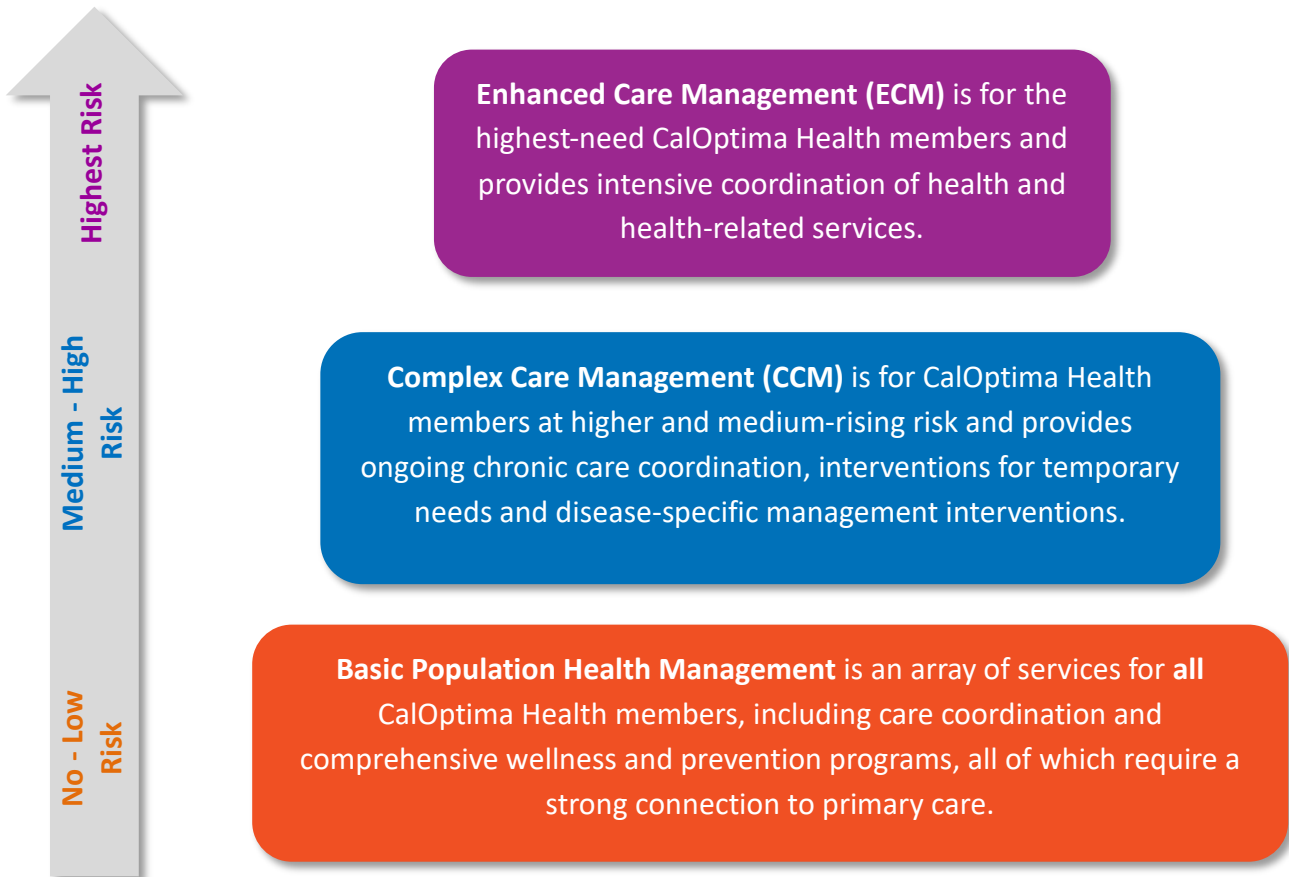 Highest Risk
Enhanced Care Management (ECM) is for the
highest-need CalOptima Health members and
provides intensive coordination of health and
health-related services.
Medium - High
Risk
Complex Care Management (CCM) is for CalOptima Health
members at higher and medium-rising risk and provides
ongoing chronic care coordination, interventions for temporary
needs and disease-specific management interventions.
No - Low
Risk
Basic Population Health Management is an array of services for all
CalOptima Health members, including care coordination and
comprehensive wellness and prevention programs, all of which require a
strong connection to primary care.